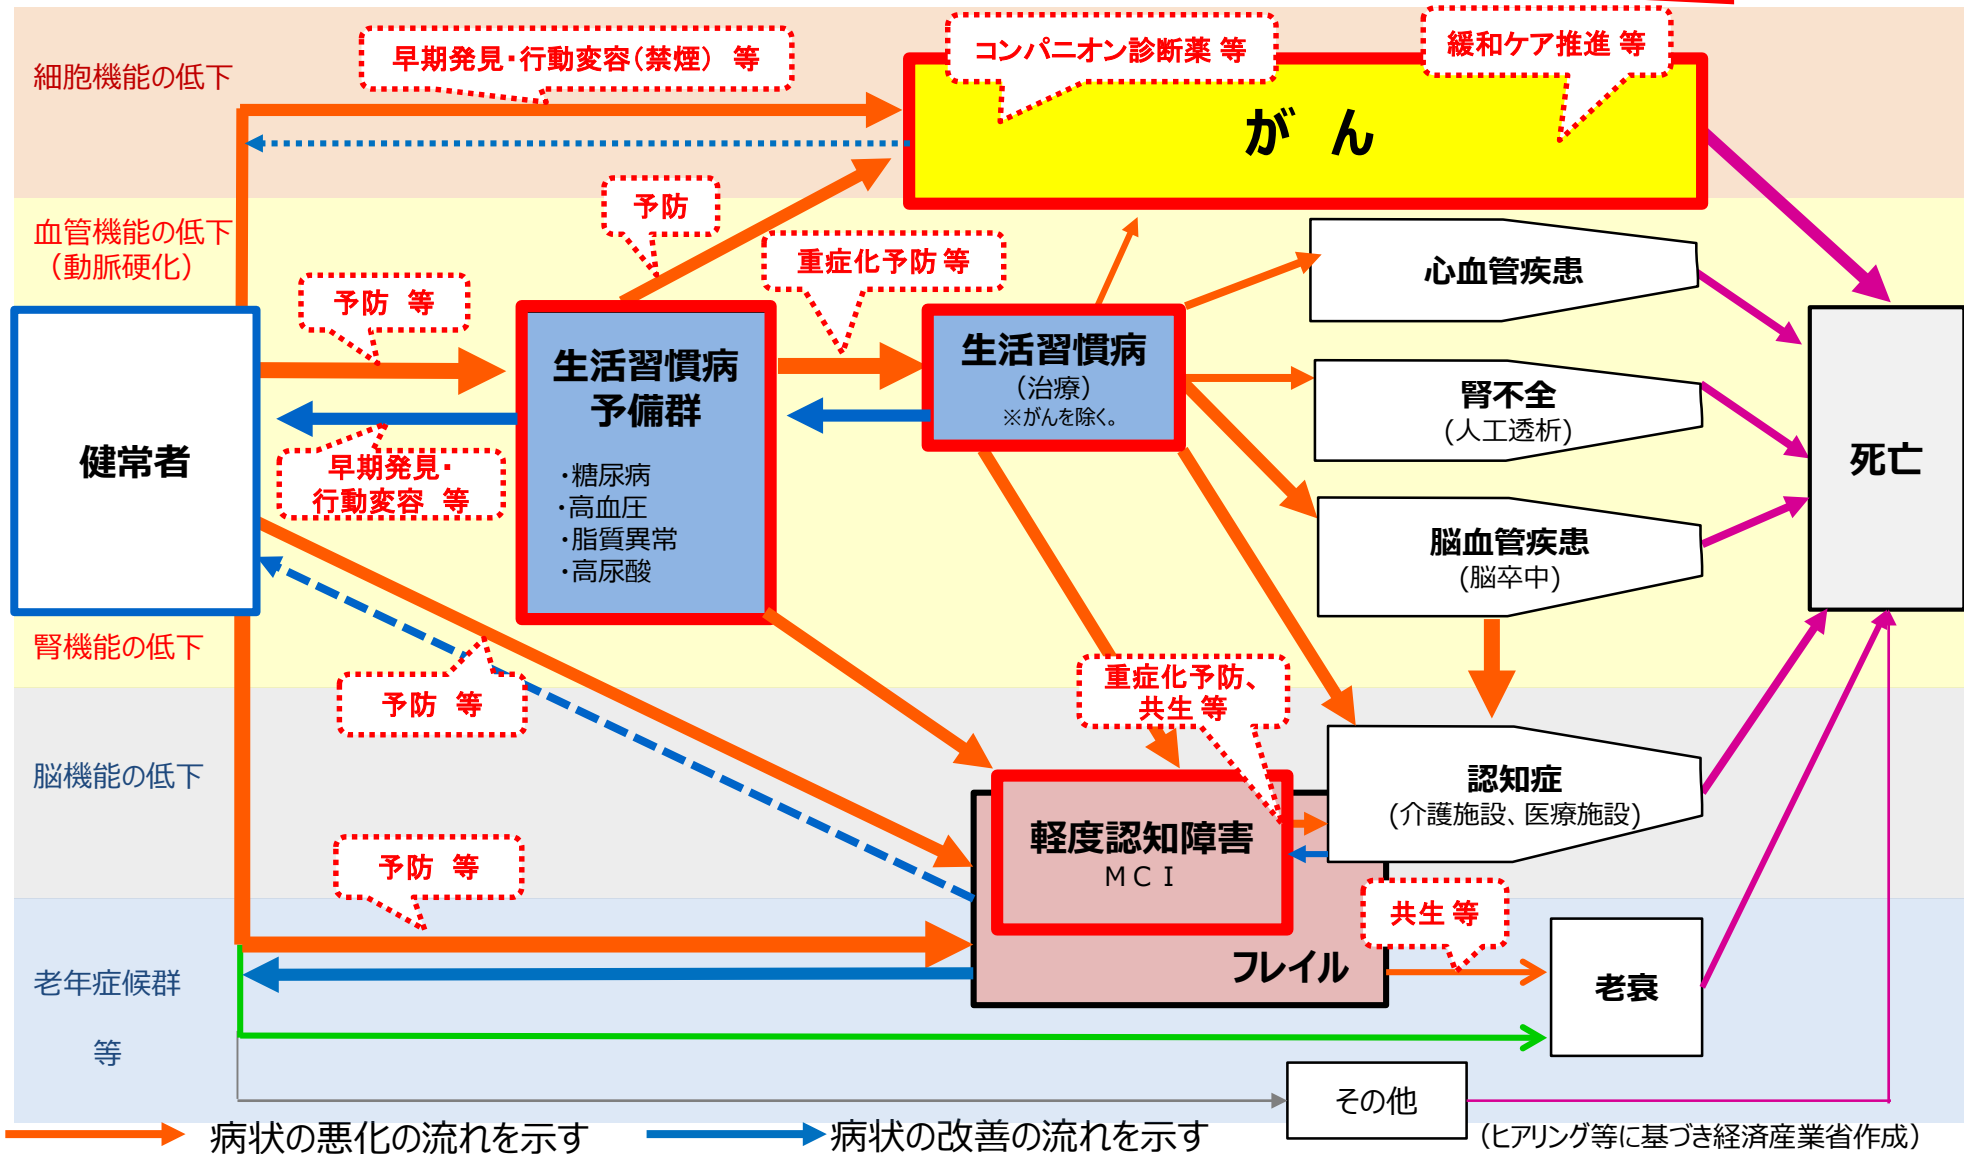 細胞機能の低下
早期発見・行動変容（禁煙） 等
コンパニオン診断薬 等
緩和ケア推進 等
がん
血管機能の低下
（動脈硬化）
予防
重症化予防 等
予防 等
健常者
早期発見・
行動変容 等
生活習慣病
予備群
・糖尿病
・高血圧
・脂質異常
・高尿酸
生活習慣病
（治療）
※がんを除く。
心血管疾患
腎不全
(人工透析)
脳血管疾患
(脳卒中)
死亡
腎機能の低下
予防 等
重症化予防、
共生 等
脳機能の低下
軽度認知障害
ＭＣＩ
認知症
(介護施設、医療施設)
予防 等
共生 等
フレイル
老年症候群
等
老衰
その他
病状の悪化の流れを示す
病状の改善の流れを示す
（ヒアリング等に基づき経済産業省作成）